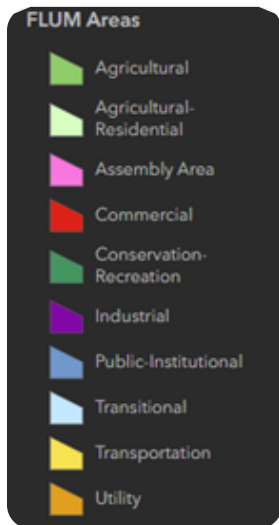 FLUM Areas
Agricultural
Agricultural-
Residential
Assembly Area
Commercial
Conservation-
Recreation
Industrial
Public-Institutional
Transitional
Transportation
Utility